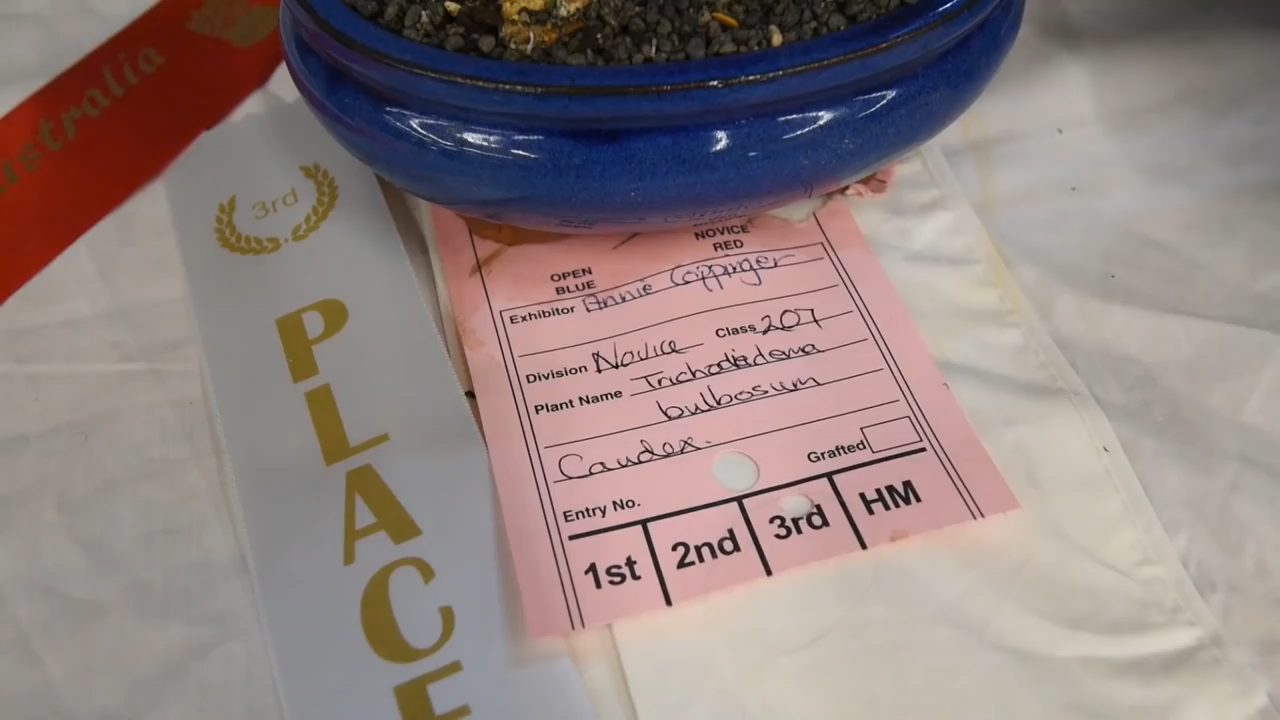 Australia
3rd
PLACE
NOVICE
RED
OPEN
BLUE
Exhibitor Annie Coppinger
Division Novice Class 207
Plant Name Trichodiadema
bulbosum
Caudex.
Grafted
Entry No.
1st 2nd 3rd HM